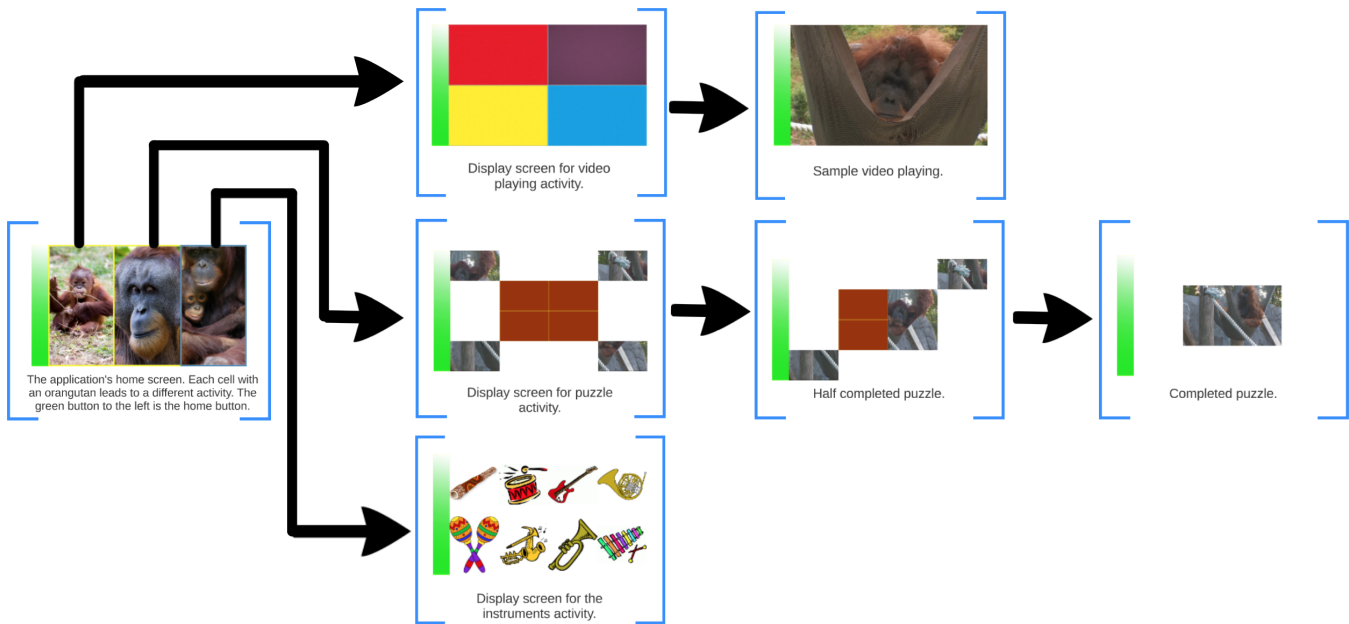 Display screen for video
playing activity.
Sample video playing.
The application's home screen. Each cell with
an orangutan leads to a different activity. The
green button to the left is the home button.
Display screen for puzzle
activity.
Half completed puzzle.
Completed puzzle.
Display screen for the
instruments activity.